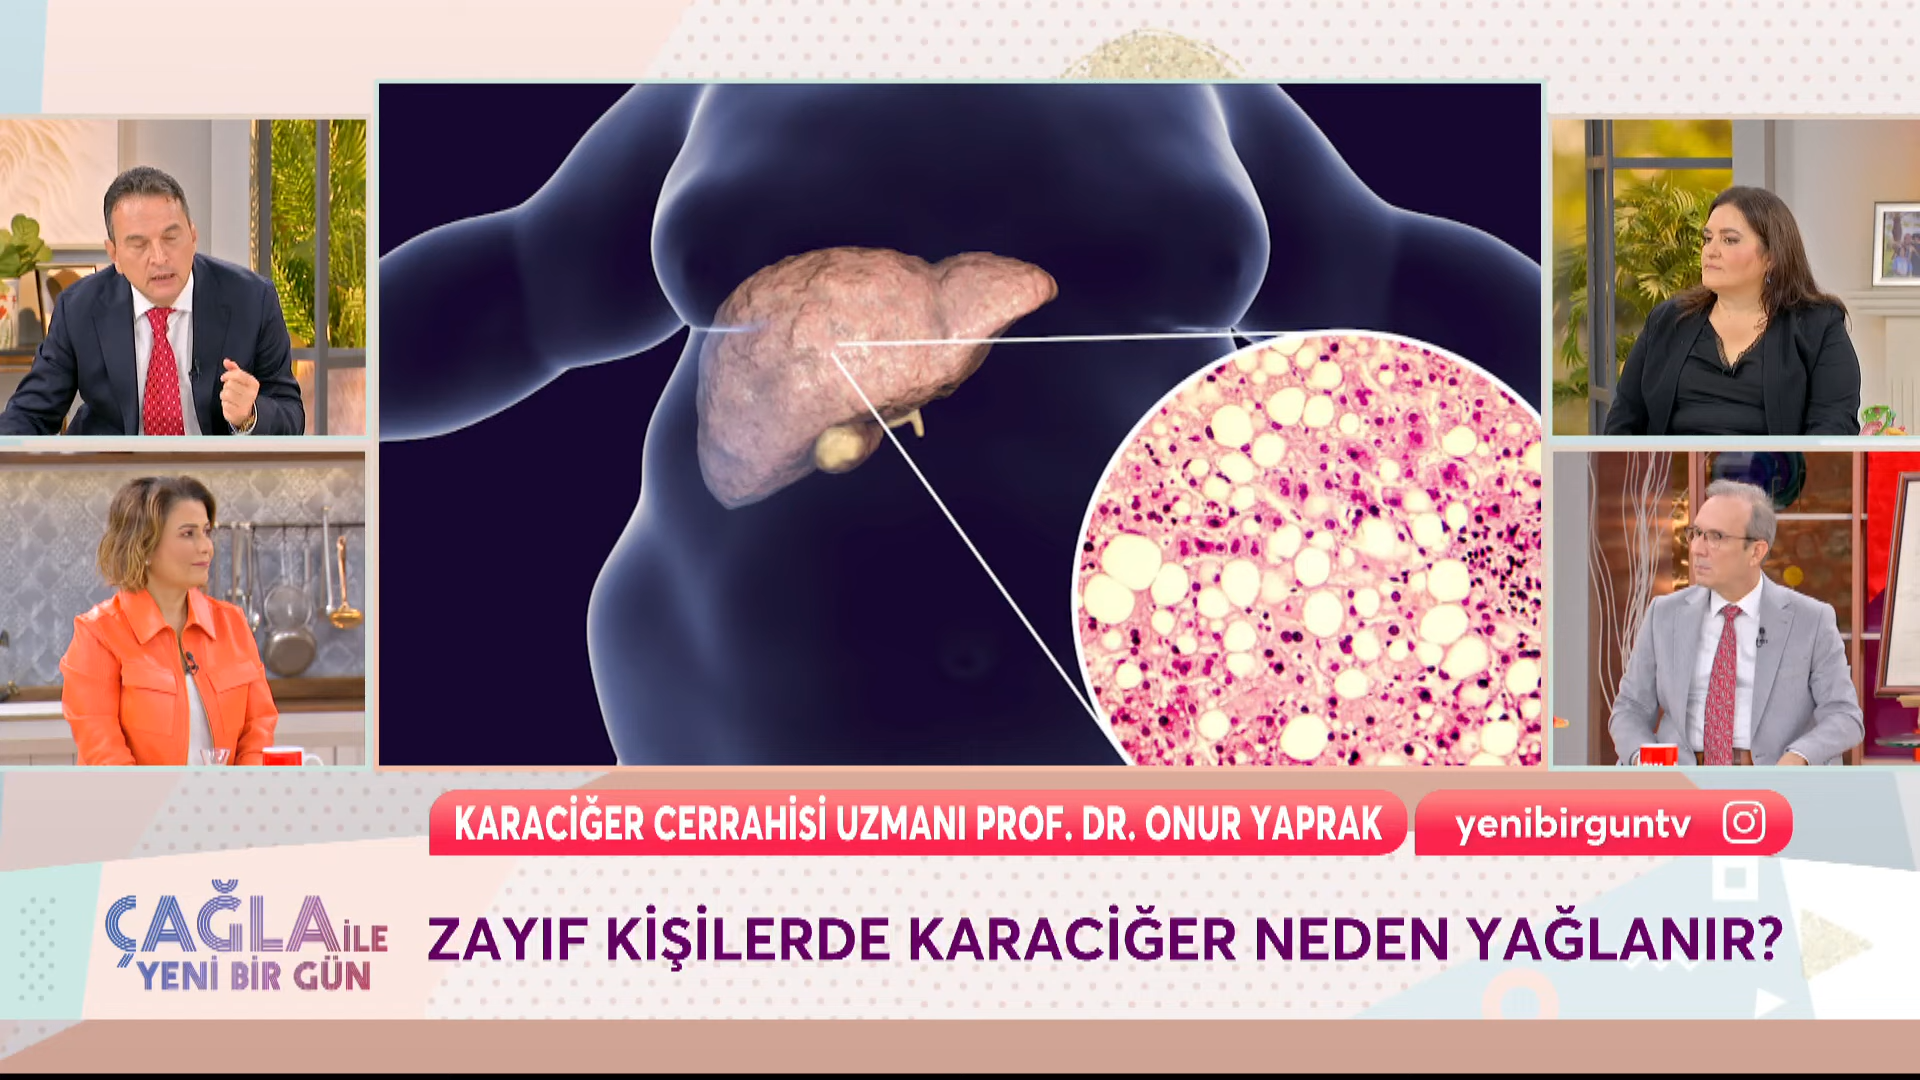 KARACİĞER CERRAHİSİ UZMANI PROF. DR. ONUR YAPRAK
yenibirguntv
ÇAĞLA İLE
YENİ BİR GÜN
ZAYIF KİŞİLERDE KARACİĞER NEDEN YAĞLANIR?